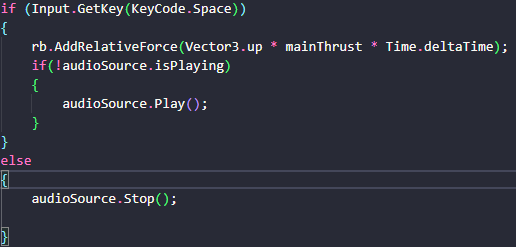 if (Input.GetKey(KeyCode.Space))
{
    rb.AddRelativeForce(Vector3.up * mainThrust * Time.deltaTime);
    if(!audioSource.isPlaying)
    {
        audioSource.Play();
    }
}
else
{
    audioSource.Stop();
}